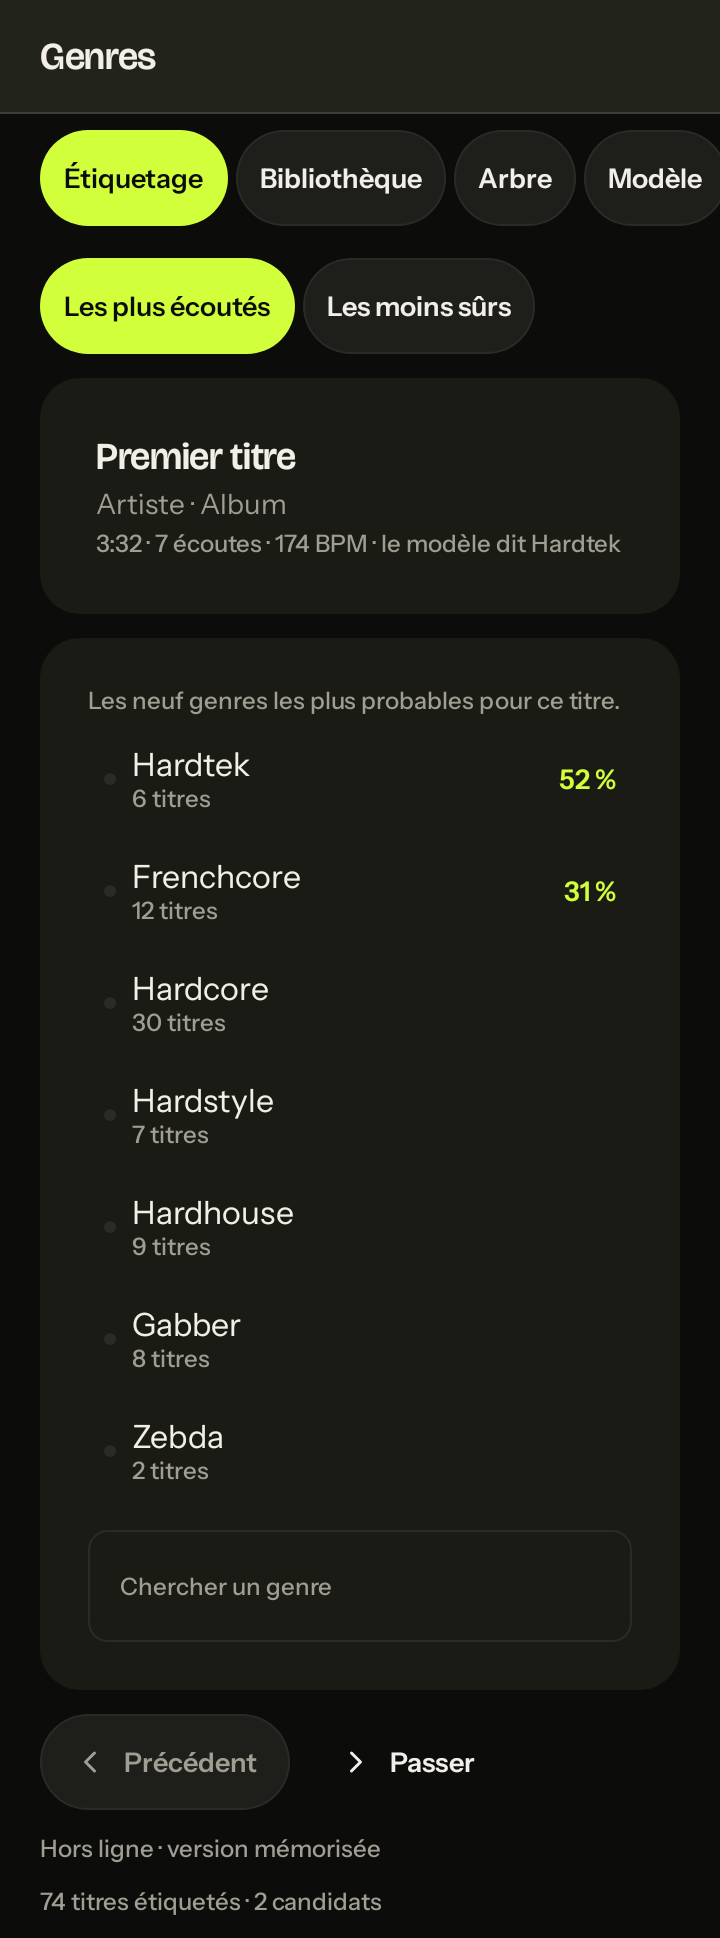 Genres
Étiquetage
Bibliothèque
Arbre
Modèle
Les plus écoutés
Les moins sûrs
Premier titre
Artiste · Album
3:32 · 7 écoutes · 174 BPM · le modèle dit Hardtek
Les neuf genres les plus probables pour ce titre.
Hardtek
6 titres
52 %
Frenchcore
12 titres
31 %
Hardcore
30 titres
Hardstyle
7 titres
Hardhouse
9 titres
Gabber
8 titres
Zebda
2 titres
Chercher un genre
Précédent
Passer
Hors ligne · version mémorisée
74 titres étiquetés · 2 candidats